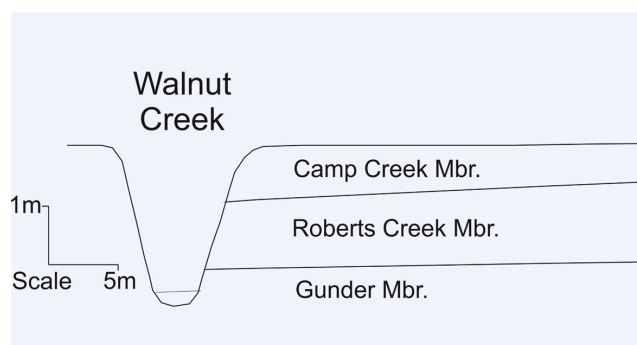 Walnut
Creek
Camp Creek Mbr.
1m
Roberts Creek Mbr.
Scale 5m
Gunder Mbr.